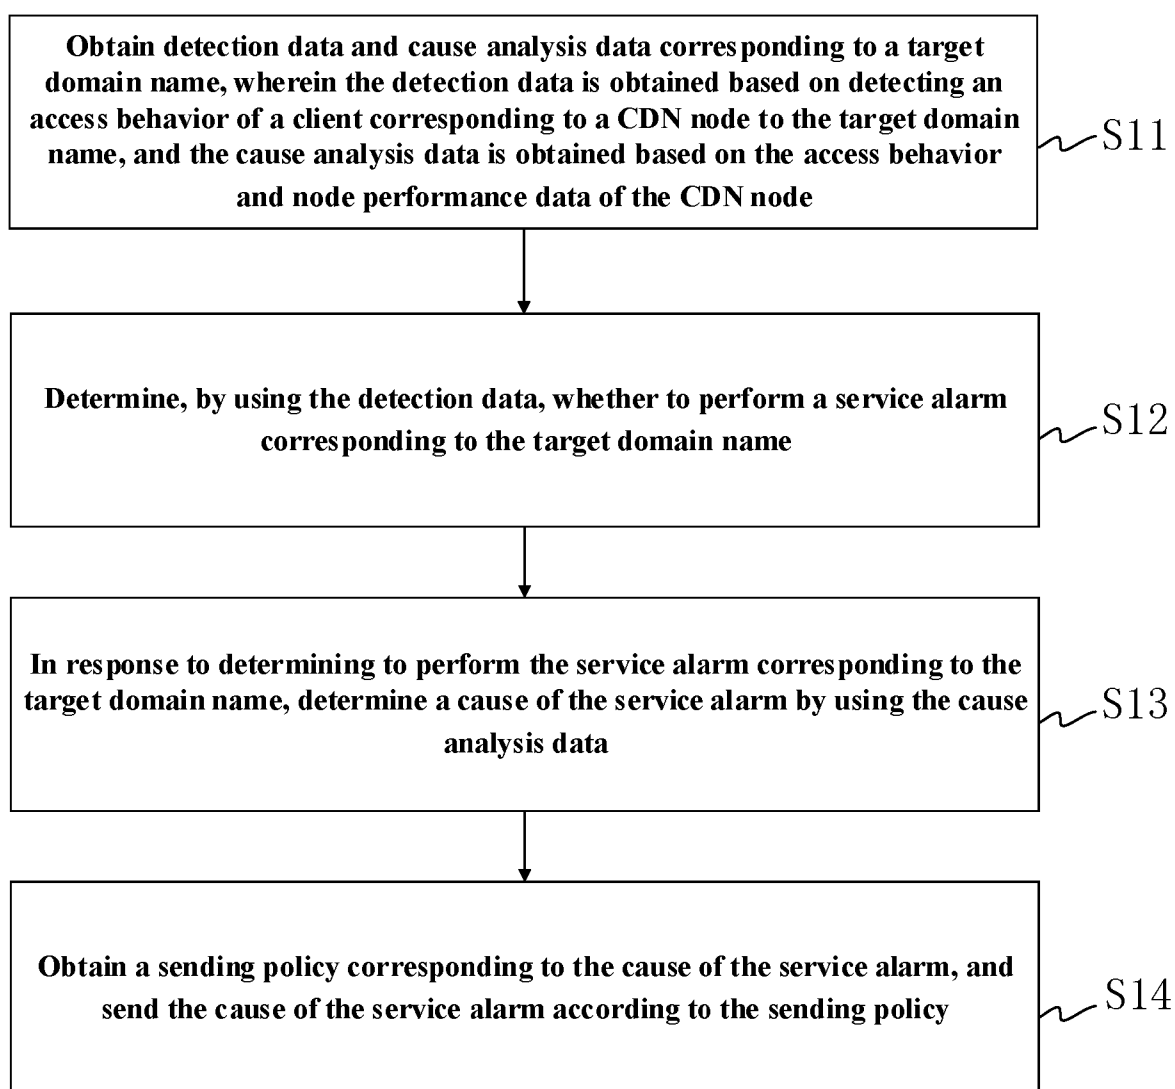 Obtain detection data and cause analysis data corresponding to a target
domain name, wherein the detection data is obtained based on detecting an
access behavior of a client corresponding to a CDN node to the target domain
name, and the cause analysis data is obtained based on the access behavior
and node performance data of the CDN node
S11
Determine, by using the detection data, whether to perform a service alarm
corresponding to the target domain name
S12
In response to determining to perform the service alarm corresponding to the
target domain name, determine a cause of the service alarm by using the cause
analysis data
S13
Obtain a sending policy corresponding to the cause of the service alarm, and
send the cause of the service alarm according to the sending policy
S14